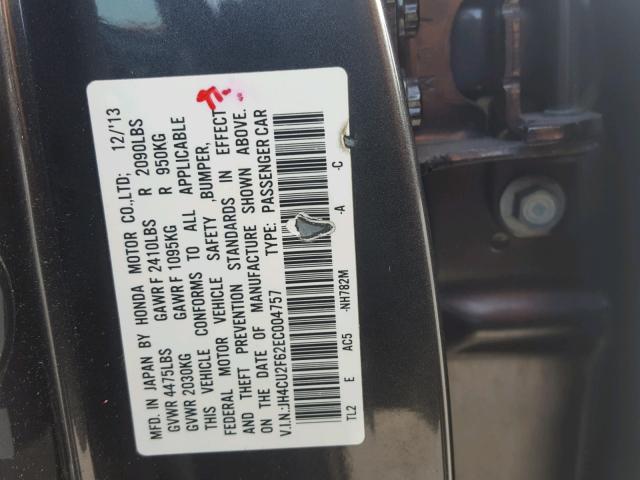 MFD. IN JAPAN BY HONDA MOTOR CO.,LTD; 12/'13
GVWR 4475LBS GAWR F 2410LBS R 2090LBS
GVWR 2030KG GAWR F 1095KG R 950KG
THIS VEHICLE CONFORMS TO ALL APPLICABLE
FEDERAL MOTOR VEHICLE SAFETY ,BUMPER,
AND THEFT PREVENTION STANDARDS IN EFFECT
ON THE DATE OF MANUFACTURE SHOWN ABOVE.
V.I.N.:JH4CU2F62EC004757 TYPE: PASSENGER CAR
TL2 E AC5 -NH782M -A -C